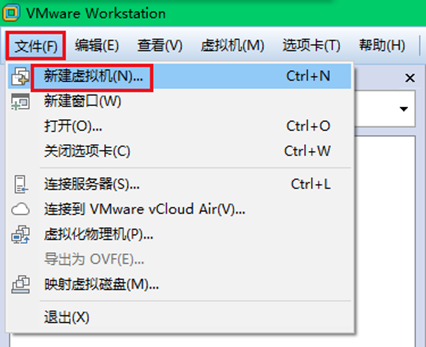 VMware Workstation
文件(F) 编辑(E) 查看(V) 虚拟机(M) 选项卡(T) 帮助(H)
新建虚拟机(N)... Ctrl+N
新建窗口(W)
打开(O)... Ctrl+O
关闭选项卡(C) Ctrl+W
连接服务器(S)... Ctrl+L
连接到 VMware vCloud Air(V)...
虚拟化物理机(P)...
导出为 OVF(E)...
映射虚拟磁盘(M)...
退出(X)